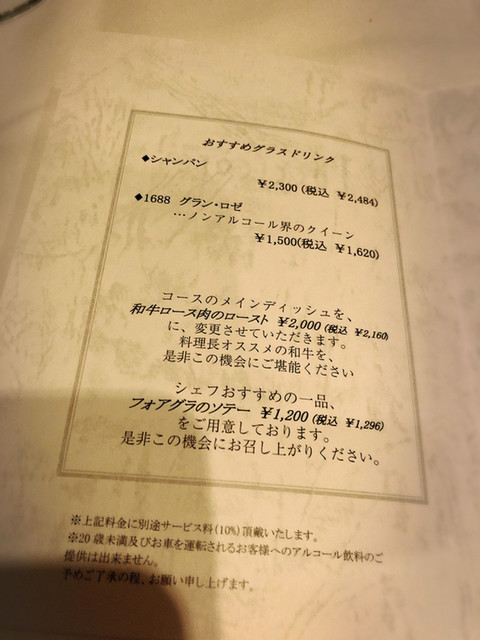 おすすめグラスドリンク
◆シャンパン
￥2,300(税込 ￥2,484)
◆1688 グラン・ロゼ
…ノンアルコール界のクイーン
￥1,500(税込 ￥1,620)
コースのメインディッシュを、
和牛ロース肉のロースト ￥2,000(税込 ￥2,160)
に、変更させていただきます。
料理長オススメの和牛を、
是非この機会にご堪能ください
シェフおすすめの一品、
フォアグラのソテー ￥1,200(税込 ￥1,296)
をご用意しております。
是非この機会にお召し上がりください。
※上記料金に別途サービス料(10%)頂戴いたします。
※20歳未満及びお車を運転されるお客様へのアルコール飲料のご
提供は出来ません。
予めご了承の程、お願い申し上げます。